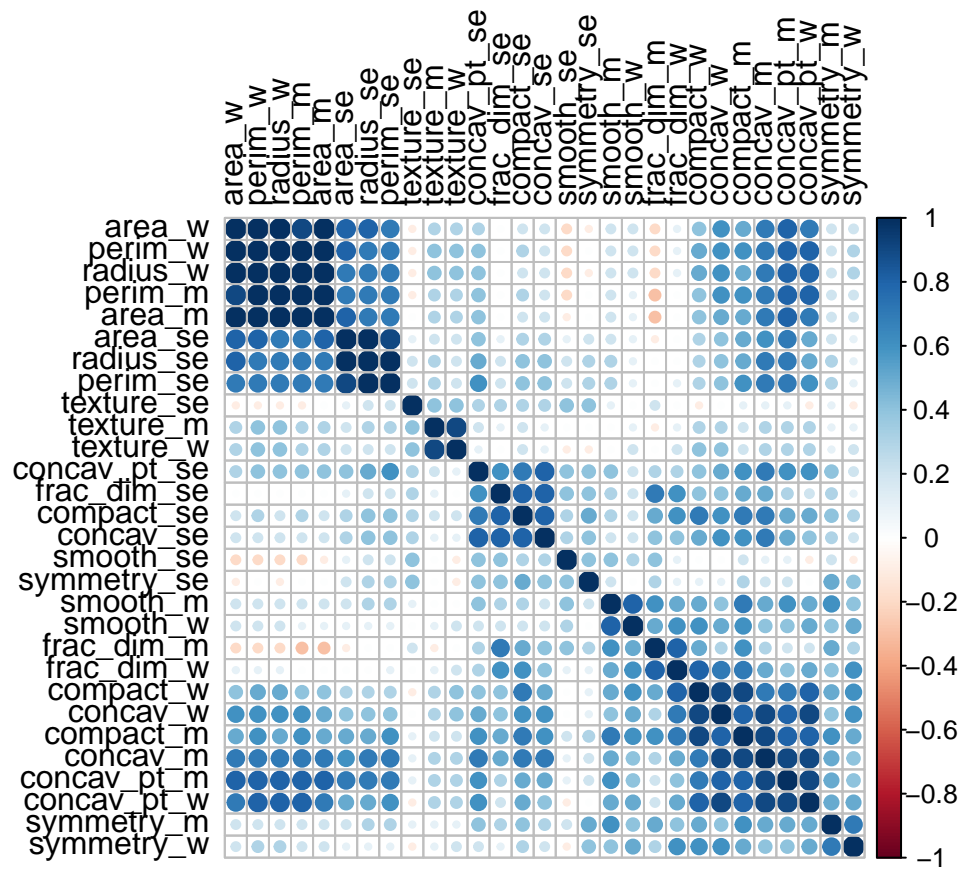 area_w
perim_w
radius_w
perim_m
area_m
area_se
radius_se
perim_se
texture_se
texture_m
texture_w
concav_pt_se
frac_dim_se
compact_se
concav_se
smooth_se
symmetry_se
smooth_m
smooth_w
frac_dim_m
frac_dim_w
compact_w
concav_w
compact_m
concav_m
concav_pt_m
concav_pt_w
symmetry_m
symmetry_w
area_w
perim_w
radius_w
perim_m
area_m
area_se
radius_se
perim_se
texture_se
texture_m
texture_w
concav_pt_se
frac_dim_se
compact_se
concav_se
smooth_se
symmetry_se
smooth_m
smooth_w
frac_dim_m
frac_dim_w
compact_w
concav_w
compact_m
concav_m
concav_pt_m
concav_pt_w
symmetry_m
symmetry_w
1
0.8
0.6
0.4
0.2
0
−0.2
−0.4
−0.6
−0.8
−1